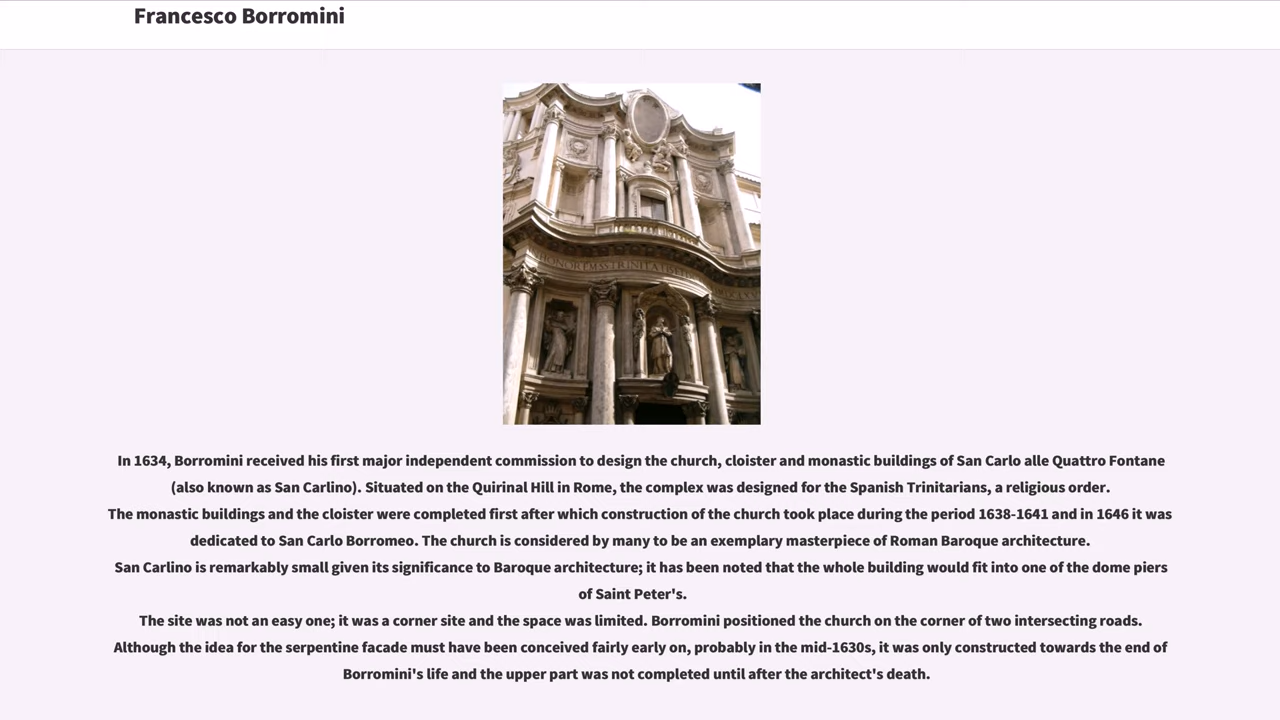 Francesco Borromini
In 1634, Borromini received his first major independent commission to design the church, cloister and monastic buildings of San Carlo alle Quattro Fontane
(also known as San Carlino). Situated on the Quirinal Hill in Rome, the complex was designed for the Spanish Trinitarians, a religious order.
The monastic buildings and the cloister were completed first after which construction of the church took place during the period 1638-1641 and in 1646 it was
dedicated to San Carlo Borromeo. The church is considered by many to be an exemplary masterpiece of Roman Baroque architecture.
San Carlino is remarkably small given its significance to Baroque architecture; it has been noted that the whole building would fit into one of the dome piers
of Saint Peter's.
The site was not an easy one; it was a corner site and the space was limited. Borromini positioned the church on the corner of two intersecting roads.
Although the idea for the serpentine facade must have been conceived fairly early on, probably in the mid-1630s, it was only constructed towards the end of
Borromini's life and the upper part was not completed until after the architect's death.